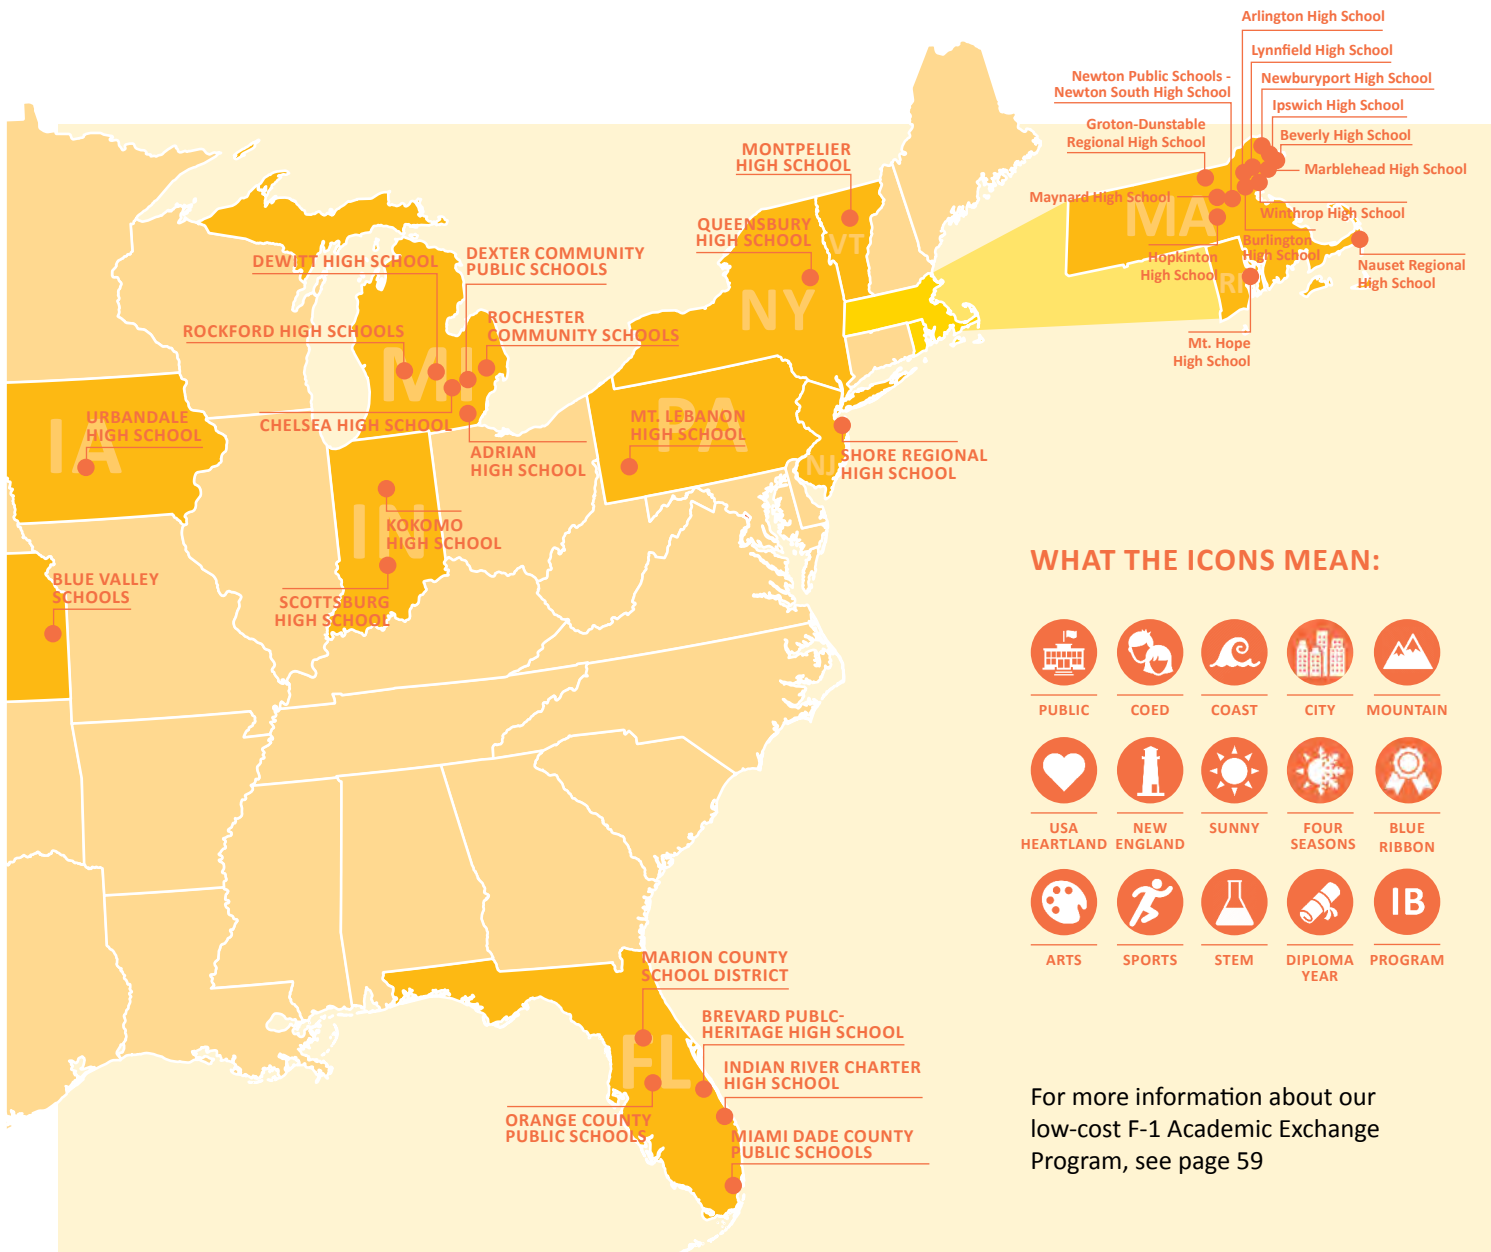 Arlington High School
Lynnfield High School
Newton Public Schools -
Newton South High School
Newburyport High School
Ipswich High School
Groton-Dunstable
Regional High School
Beverly High School
Marblehead High School
Maynard High School
MA
Winthrop High School
Burlington
High School
Hopkinton
High School
RI
Nauset Regional
High School
Mt. Hope
High School
MONTPELIER
HIGH SCHOOL
VT
QUEENSBURY
HIGH SCHOOL
NY
DEWITT HIGH SCHOOL
DEXTER COMMUNITY
PUBLIC SCHOOLS
ROCKFORD HIGH SCHOOLS
ROCHESTER
COMMUNITY SCHOOLS
MI
CHELSEA HIGH SCHOOL
ADRIAN
HIGH SCHOOL
URBANDALE
HIGH SCHOOL
IA
MT. LEBANON
HIGH SCHOOL
PA
NJ
SHORE REGIONAL
HIGH SCHOOL
KOKOMO
HIGH SCHOOL
IN
SCOTTSBURG
HIGH SCHOOL
BLUE VALLEY
SCHOOLS
WHAT THE ICONS MEAN:
PUBLIC
COED
COAST
CITY
MOUNTAIN
USA
HEARTLAND
NEW
ENGLAND
SUNNY
FOUR
SEASONS
BLUE
RIBBON
IB
ARTS
SPORTS
STEM
DIPLOMA
YEAR
PROGRAM
MARION COUNTY
SCHOOL DISTRICT
BREVARD PUBLC-
HERITAGE HIGH SCHOOL
FL
INDIAN RIVER CHARTER
HIGH SCHOOL
ORANGE COUNTY
PUBLIC SCHOOLS
MIAMI DADE COUNTY
PUBLIC SCHOOLS
For more information about our
low-cost F-1 Academic Exchange
Program, see page 59